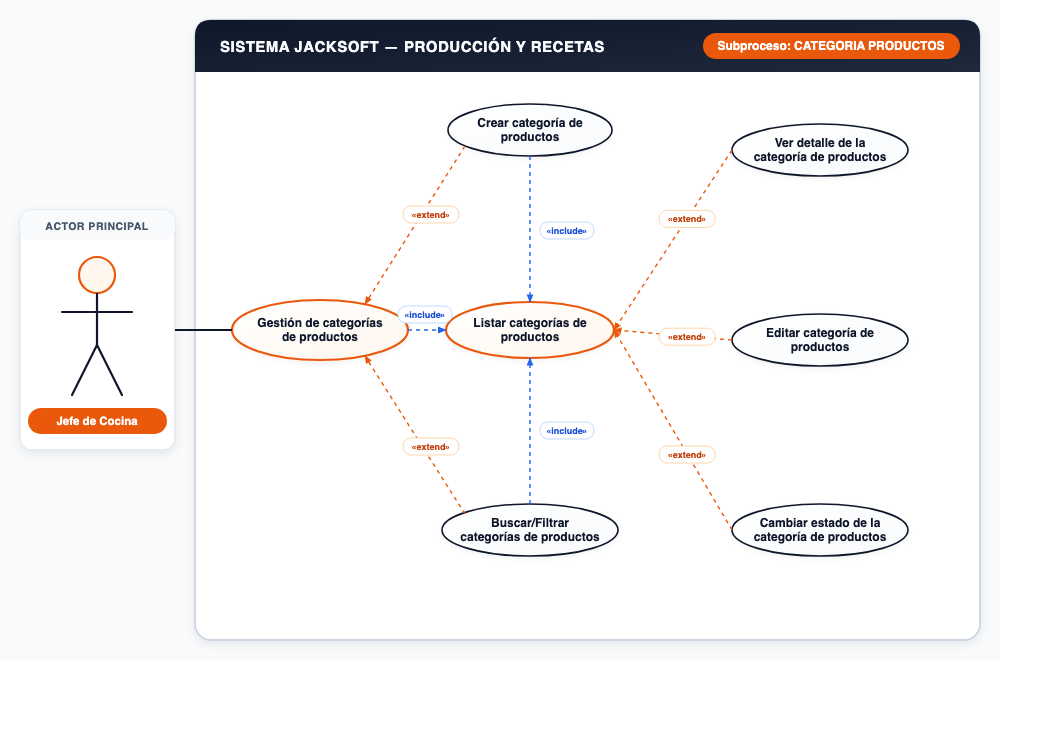 SISTEMA JACKSOFT — PRODUCCIÓN Y RECETAS
Subproceso: CATEGORIA PRODUCTOS
ACTOR PRINCIPAL
Jefe de Cocina
Crear categoría de
productos
Ver detalle de la
categoría de productos
«extend»
«extend»
«include»
Gestión de categorías
de productos
«include»
Listar categorías de
productos
Editar categoría de
productos
«extend»
«extend»
«include»
«extend»
Buscar/Filtrar
categorías de productos
Cambiar estado de la
categoría de productos